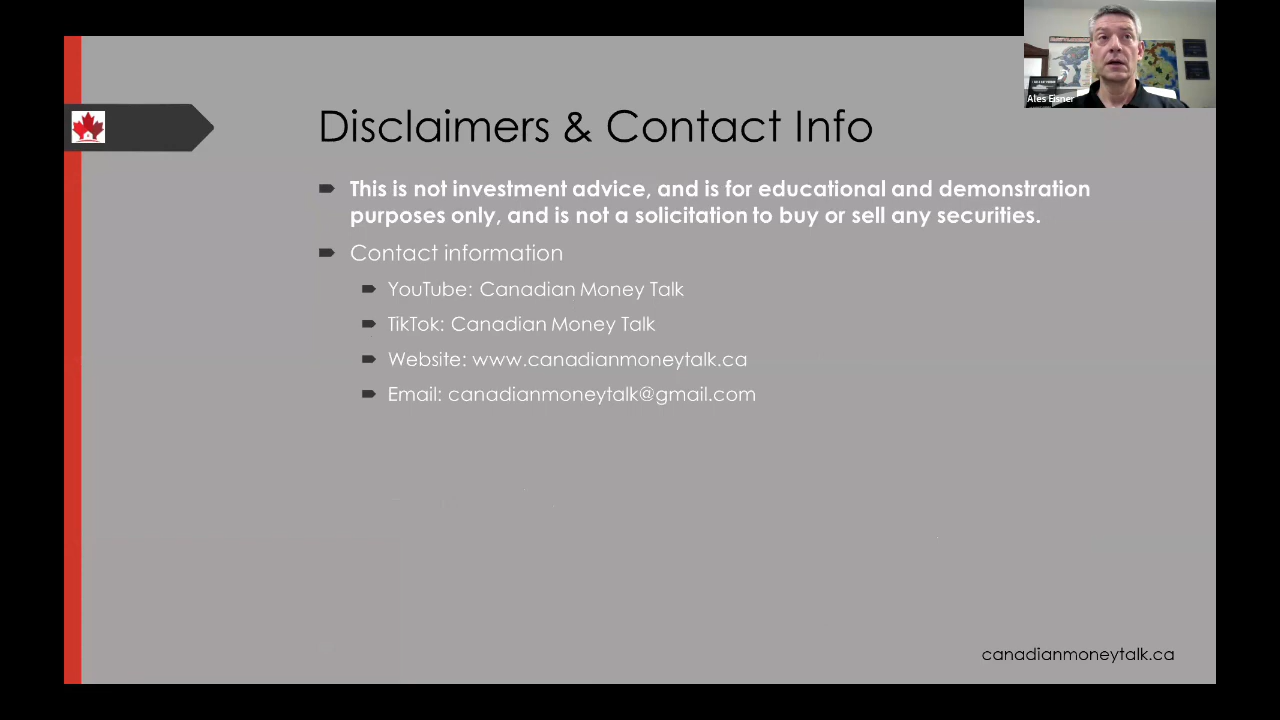 Ales Eisner
Disclaimers & Contact Info
This is not investment advice, and is for educational and demonstration
purposes only, and is not a solicitation to buy or sell any securities.
Contact information
YouTube: Canadian Money Talk
TikTok: Canadian Money Talk
Website: www.canadianmoneytalk.ca
Email: canadianmoneytalk@gmail.com
canadianmoneytalk.ca